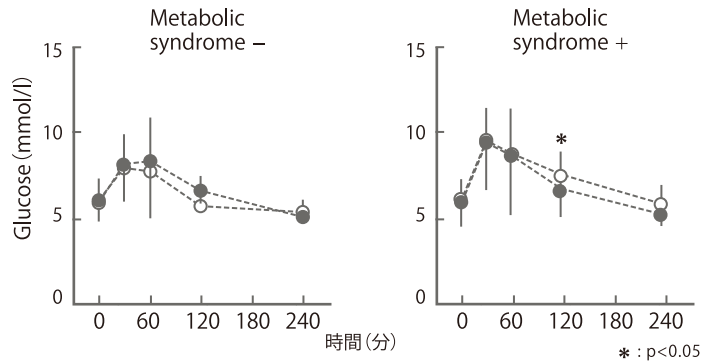 Metabolic
syndrome –
Metabolic
syndrome +
Glucose (mmol/l)
15
10
5
0
0 60 120 180 240
15
10
5
0
*
0 60 120 180 240
時間(分)
* : p<0.05